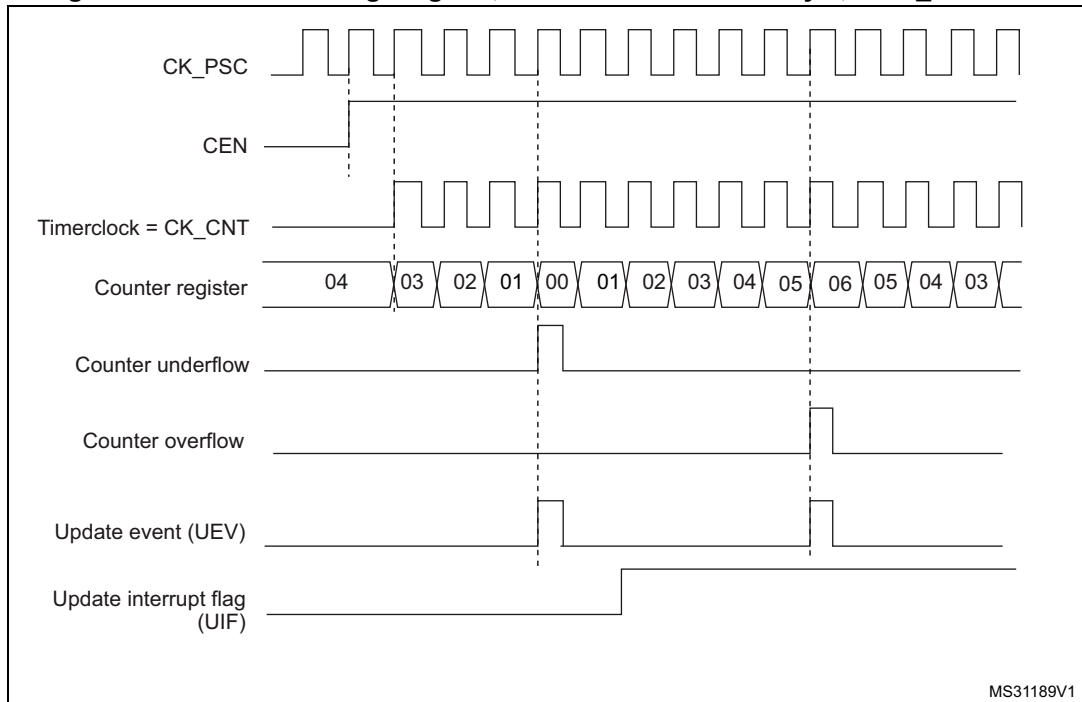 CK_PSC
CEN
Timerclock = CK_CNT
Counter register
04 03 02 01 00 01 02 03 04 05 06 05 04 03
Counter underflow
Counter overflow
Update event (UEV)
Update interrupt flag
(UIF)
MS31189V1